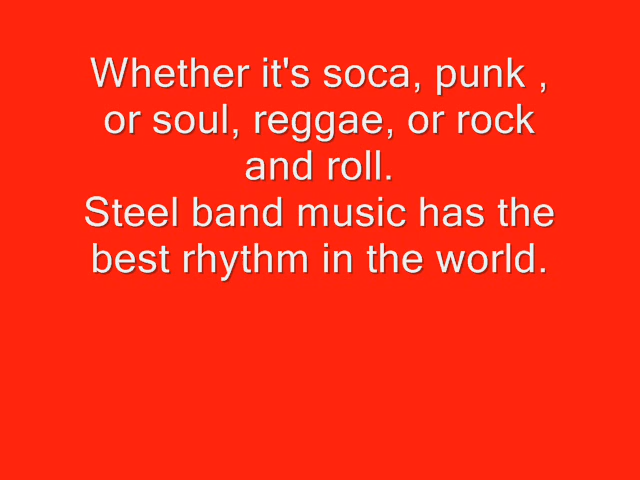 Whether it's soca, punk ,
or soul, reggae, or rock
and roll.
Steel band music has the
best rhythm in the world.